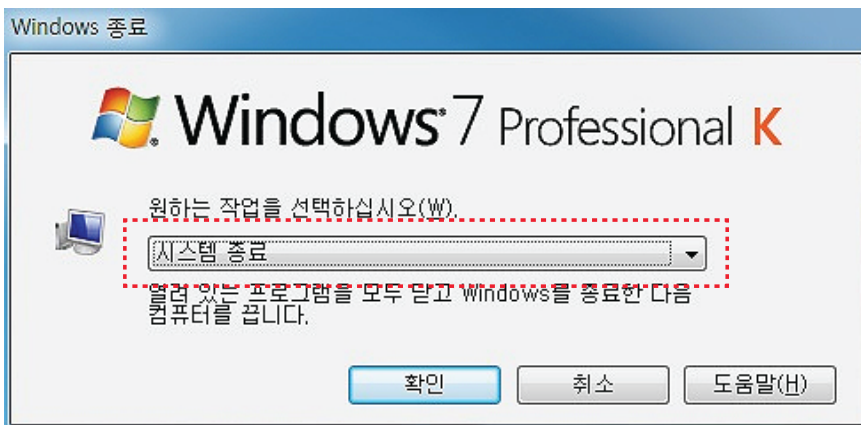 Windows 종료
Windows 7 Professional K
원하는 작업을 선택하십시오(W).
시스템 종료
열려 있는 프로그램을 모두 닫고 Windows를 종료한 다음
컴퓨터를 끕니다.
확인 취소 도움말(H)